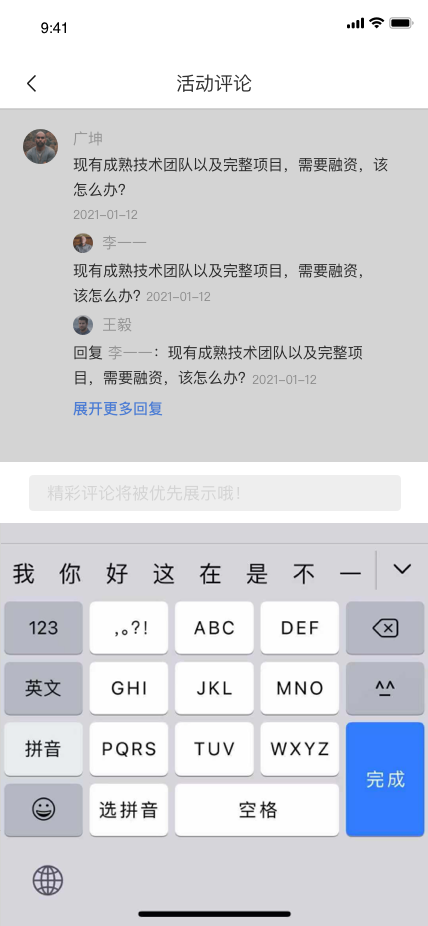 9:41
活动评论
广坤
现有成熟技术团队以及完整项目，需要融资，该
怎么办?
2021-01-12
李一一
现有成熟技术团队以及完整项目，需要融资，
该怎么办? 2021-01-12
王毅
回复 李一一：现有成熟技术团队以及完整项
目，需要融资，该怎么办? 2021-01-12
展开更多回复
精彩评论将被优先展示哦!
我 你 好 这 在 是 不 一
123 ,。?! ABC DEF
英文 GHI JKL MNO ^^
拼音 PQRS TUV WXYZ
完成
选拼音 空格